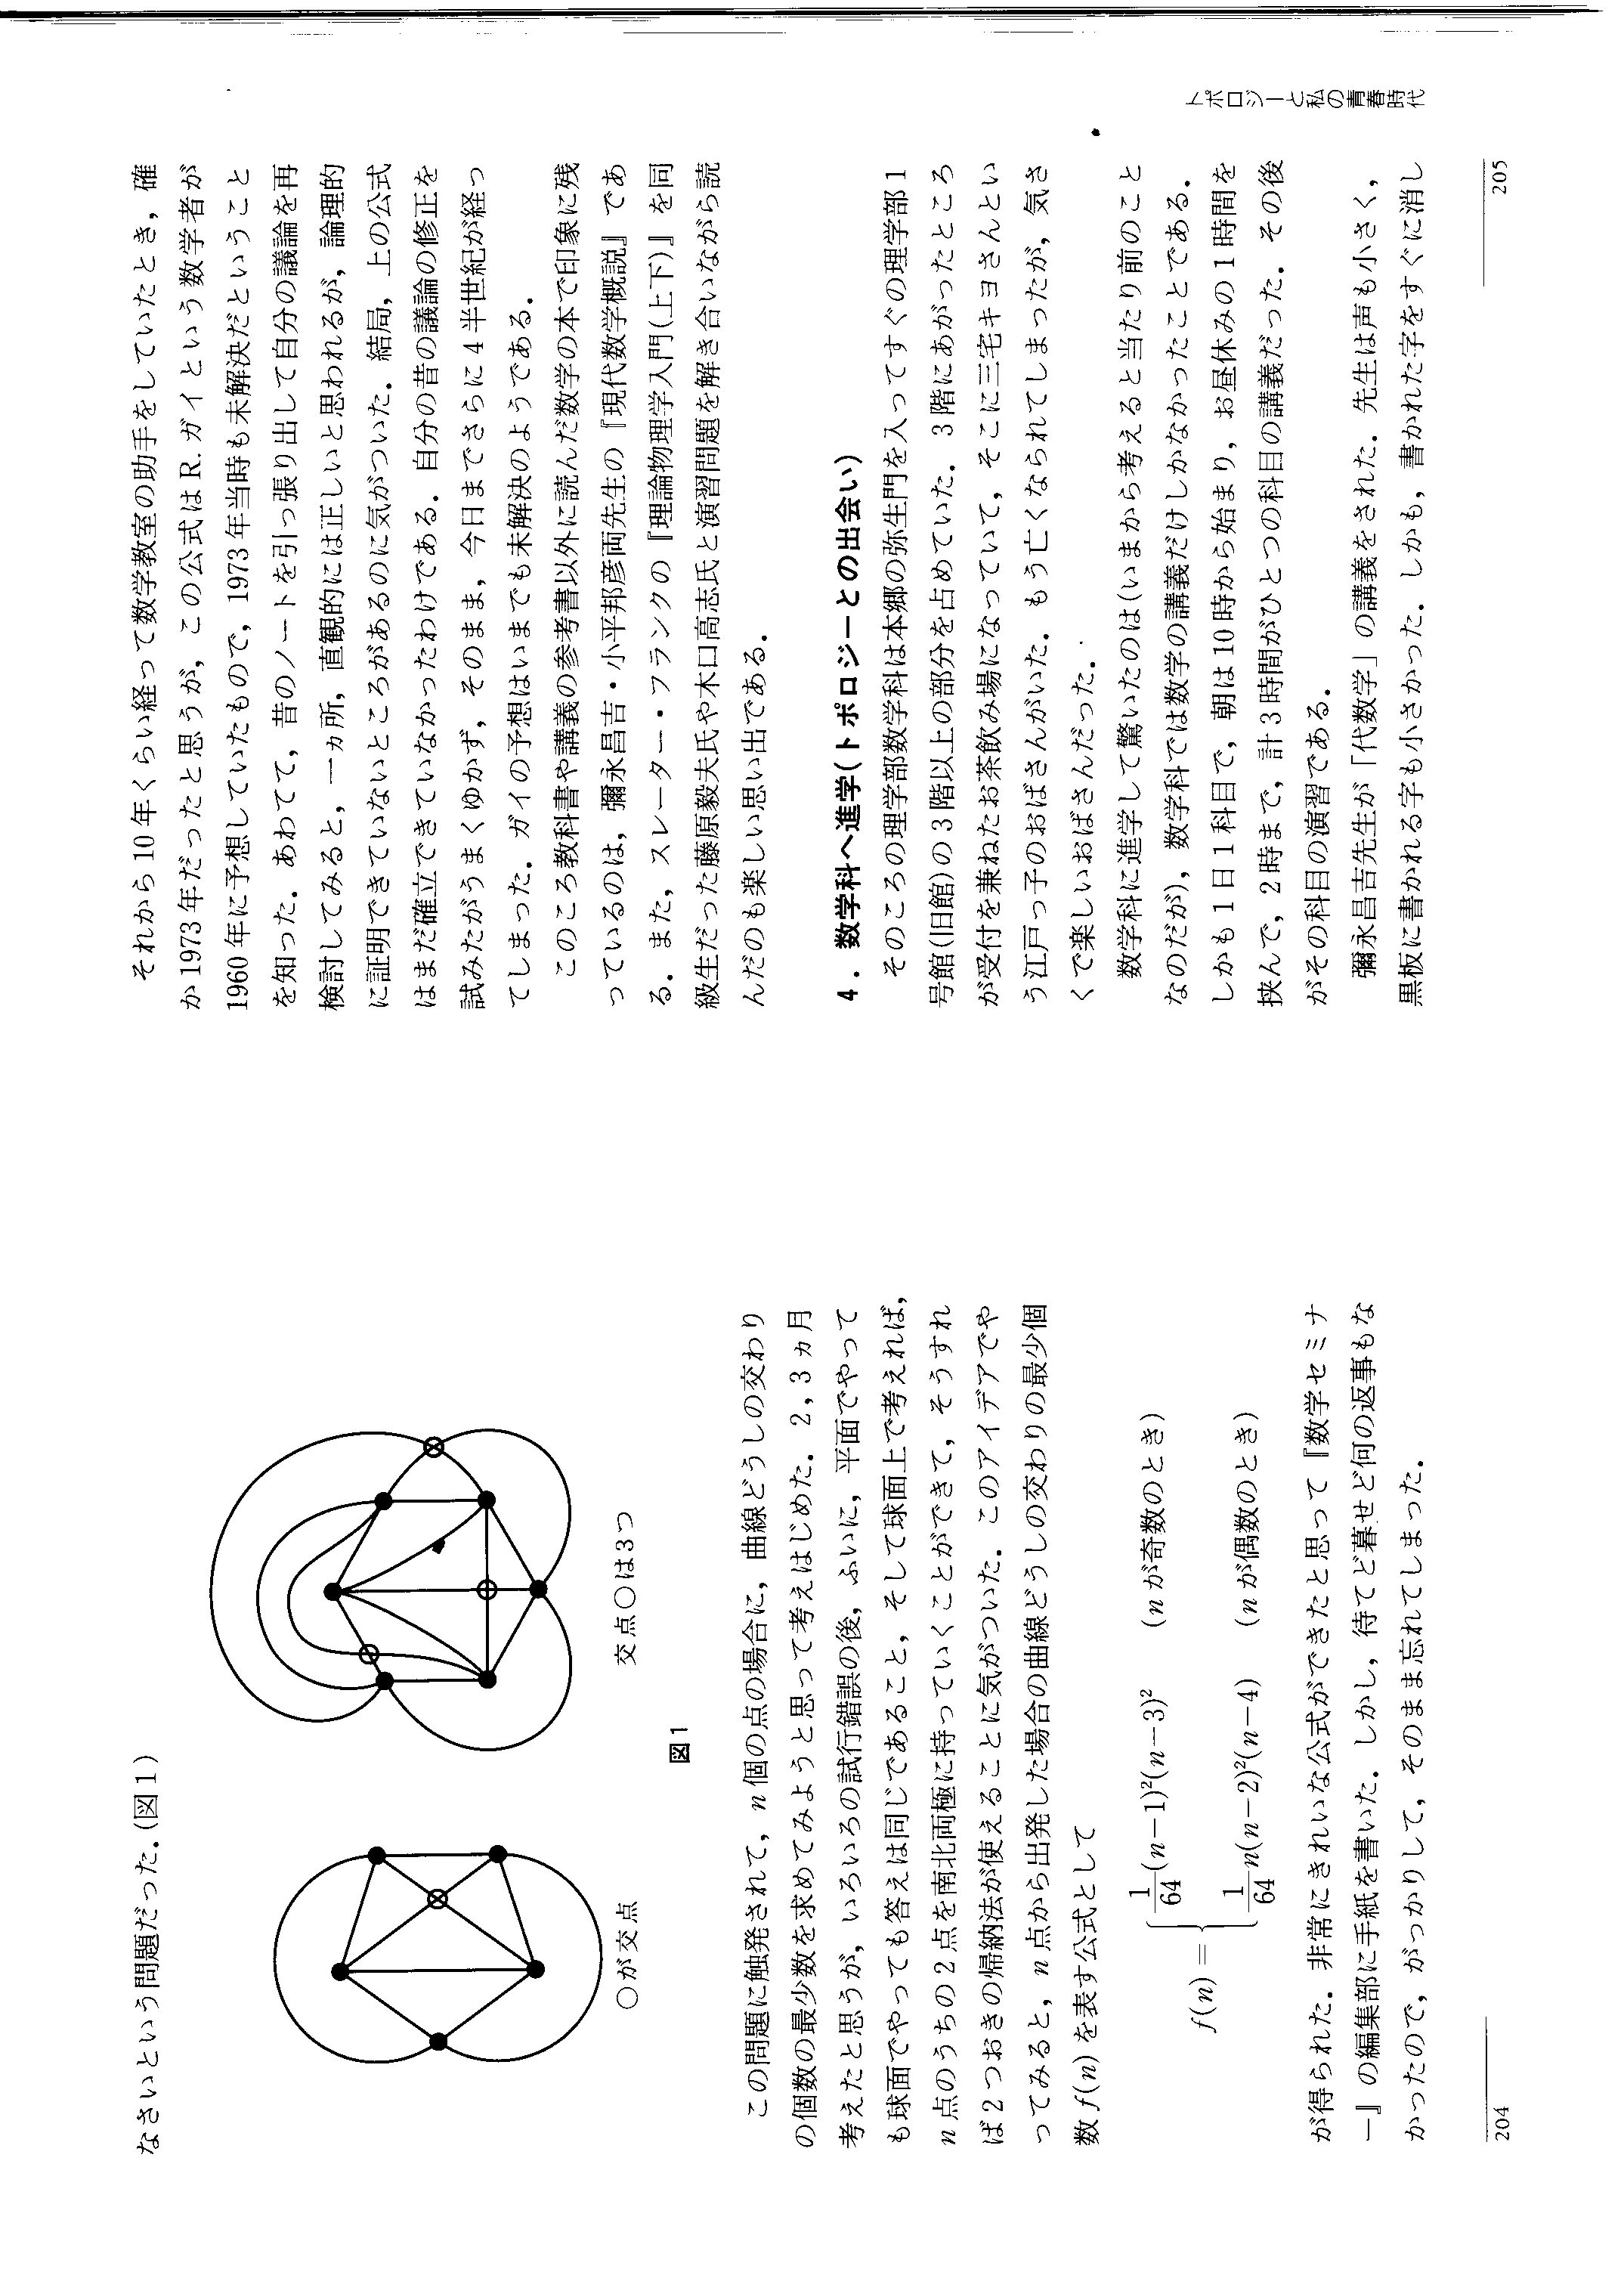 なさいという問題だった．(図1)
○が交点
交点○は3つ
図1
この問題に触発されて，n個の点の場合に，曲線どうしの交わり
の個数の最少数を求めてみようと思って考えはじめた．2，3ヵ月
考えたと思うが，いろいろの試行錯誤の後，ふいに，平面でやって
も球面でやっても答えは同じであること，そして球面上で考えれば，
n点のうちの2点を南北両極に持っていくことができて，そうすれ
ば2つおきの帰納法が使えることに気がついた．このアイデアでや
ってみると，n点から出発した場合の曲線どうしの交わりの最少個
数f(n)を表す公式として
f(n) = { 1/64 (n−1)²(n−3)² (nが奇数のとき)
1/64 n(n−2)²(n−4) (nが偶数のとき)
が得られた．非常にきれいな公式ができたと思って『数学セミナ
ー』の編集部に手紙を書いた．しかし，待てど暮せど何の返事もな
かったので，がっかりして，そのまま忘れてしまった．
204
それから10年くらい経って数学教室の助手をしていたとき，確
か1973年だったと思うが，この公式はR. ガイという数学者が
1960年に予想していたもので，1973年当時も未解決だということ
を知った．あわてて，昔のノートを引っ張り出して自分の議論を再
検討してみると，一ヵ所，直観的には正しいと思われるが，論理的
に証明できていないところがあるのに気がついた．結局，上の公式
はまだ確立できていなかったわけである．自分の昔の議論の修正を
試みたがうまくゆかず，そのまま，今日までさらに4半世紀が経っ
てしまった．ガイの予想はいまでも未解決のようである．
このころ教科書や講義の参考書以外に読んだ数学の本で印象に残
っているのは，彌永昌吉・小平邦彦両先生の『現代数学概説』であ
る．また，スレーター・フランクの『理論物理学入門(上下)』を同
級生だった藤原毅夫氏や木口高志氏と演習問題を解き合いながら読
んだのも楽しい思い出である．
4．数学科へ進学(トポロジーとの出会い)
そのころの理学部数学科は本郷の弥生門を入ってすぐの理学部1
号館(旧館)の3階以上の部分を占めていた．3階にあがったところ
が受付を兼ねたお茶飲み場になっていて，そこに三宅キヨさんとい
う江戸っ子のおばさんがいた．もう亡くなられてしまったが，気さ
くで楽しいおばさんだった．
数学科に進学して驚いたのは(いまから考えると当たり前のこと
なのだが)，数学科では数学の講義だけしかなかったことである．
しかも1日1科目で，朝は10時から始まり，お昼休みの1時間を
挟んで，2時まで，計3時間がひとつの科目の講義だった．その後
がその科目の演習である．
彌永昌吉先生が「代数学」の講義をされた．先生は声も小さく，
黒板に書かれる字も小さかった．しかも，書かれた字をすぐに消し
トポロジーと私の青春時代
205